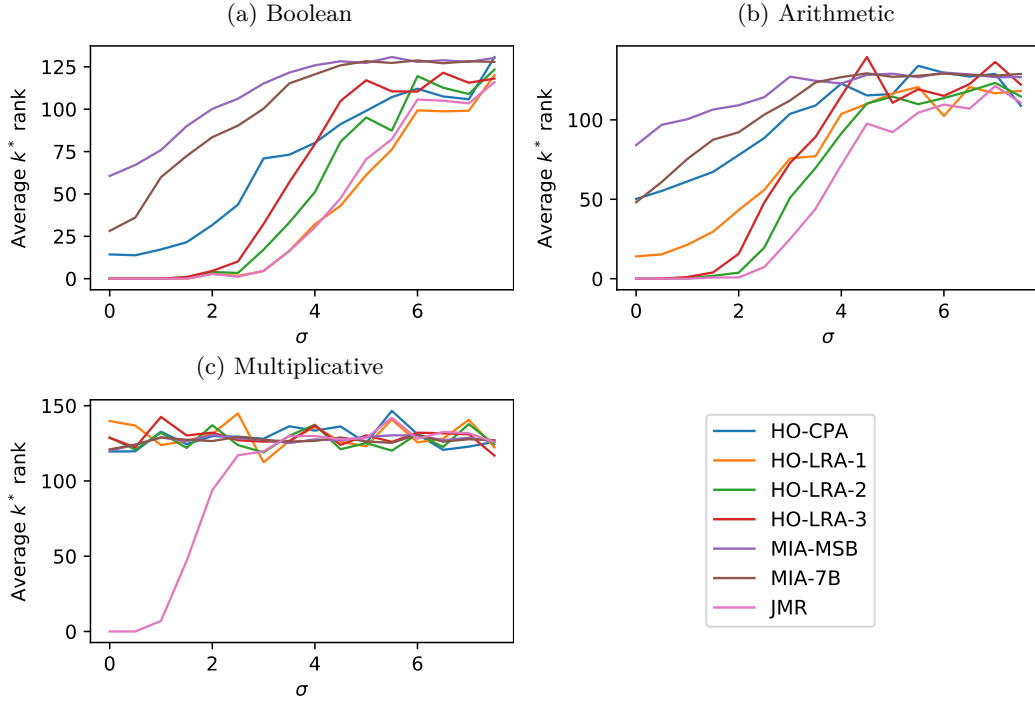 (a) Boolean
(b) Arithmetic
Average k* rank
125
100
75
50
25
0
0 2 4 6
σ
Average k* rank
100
50
0
0 2 4 6
σ
(c) Multiplicative
Average k* rank
150
100
50
0
0 2 4 6
σ
HO-CPA
HO-LRA-1
HO-LRA-2
HO-LRA-3
MIA-MSB
MIA-7B
JMR